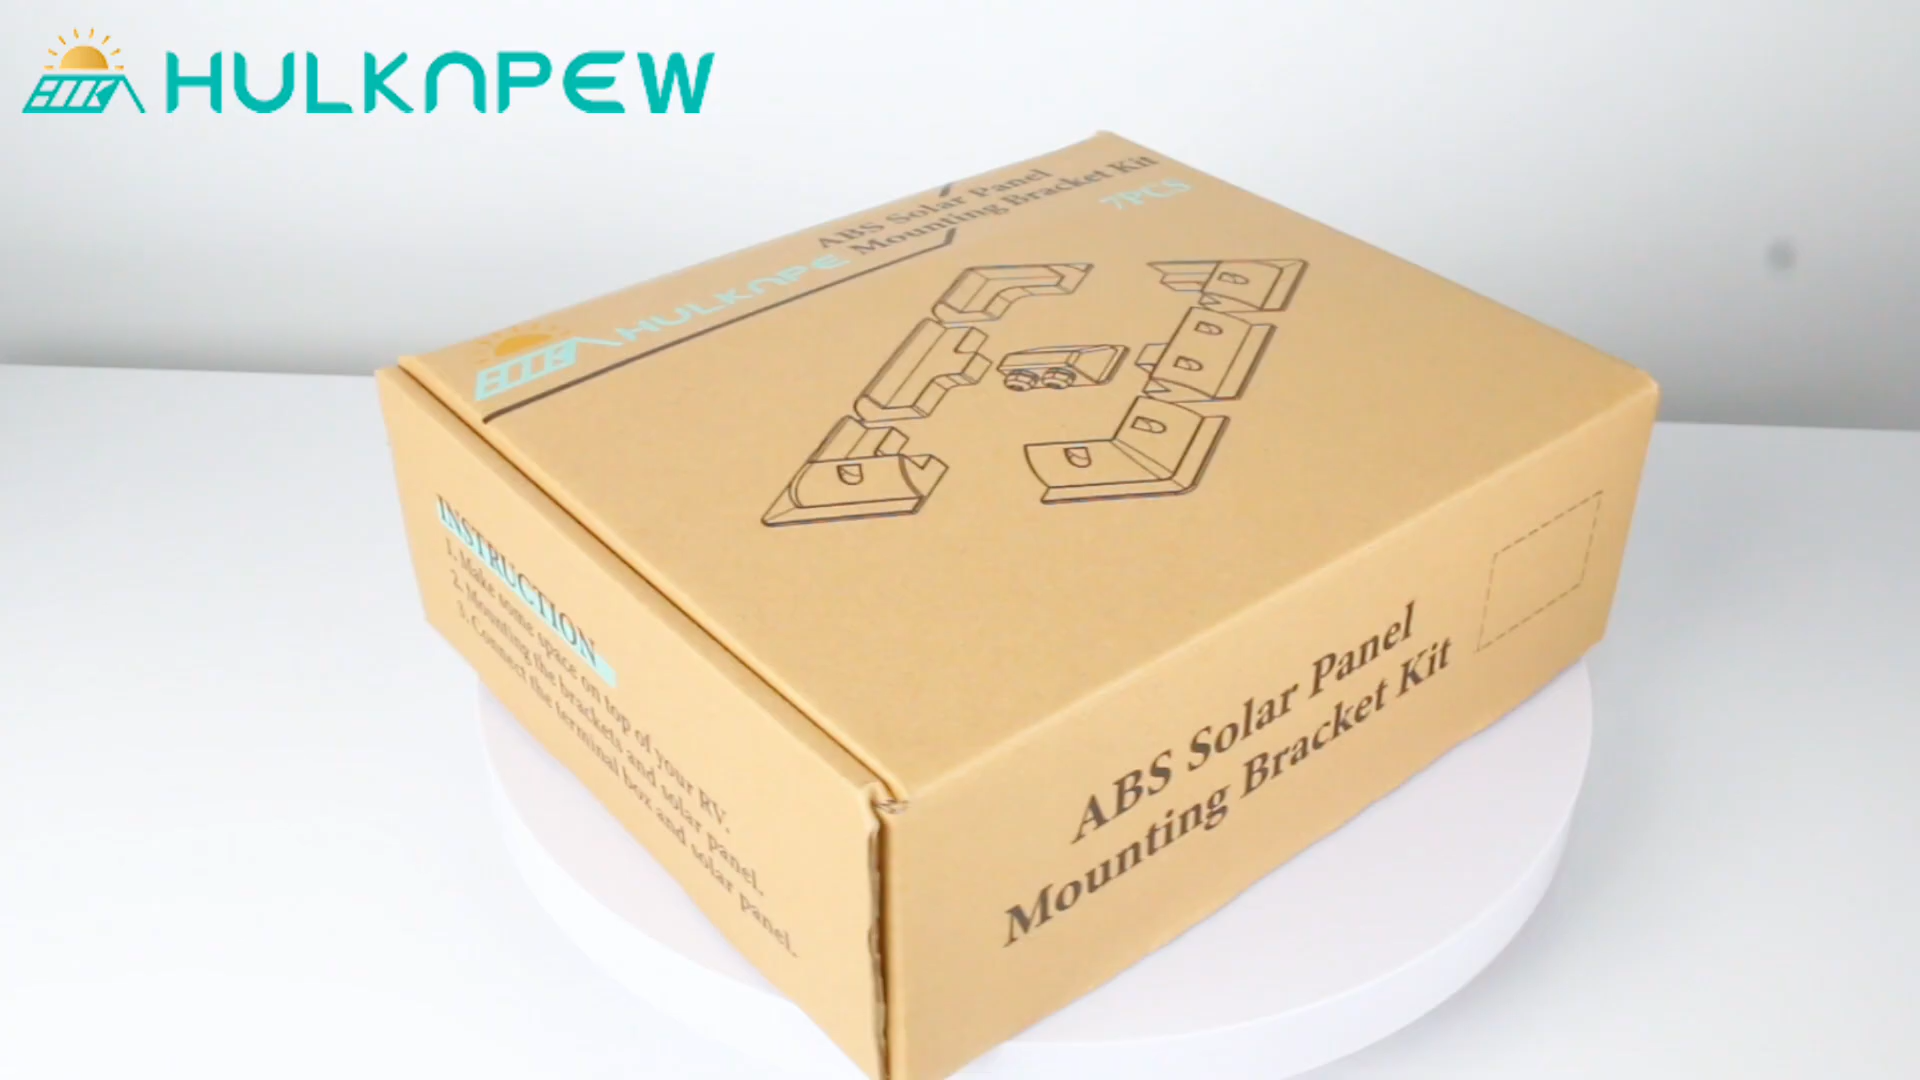 HULKNPEW
ABS Solar Panel
Mounting Bracket Kit
7PCS
HULKNPE
INSTRUCTION
1. Make some space on top of your RV.
2. Mounting the brackets and solar panel.
3. Connect the terminal box and solar panel.
ABS Solar Panel
Mounting Bracket Kit